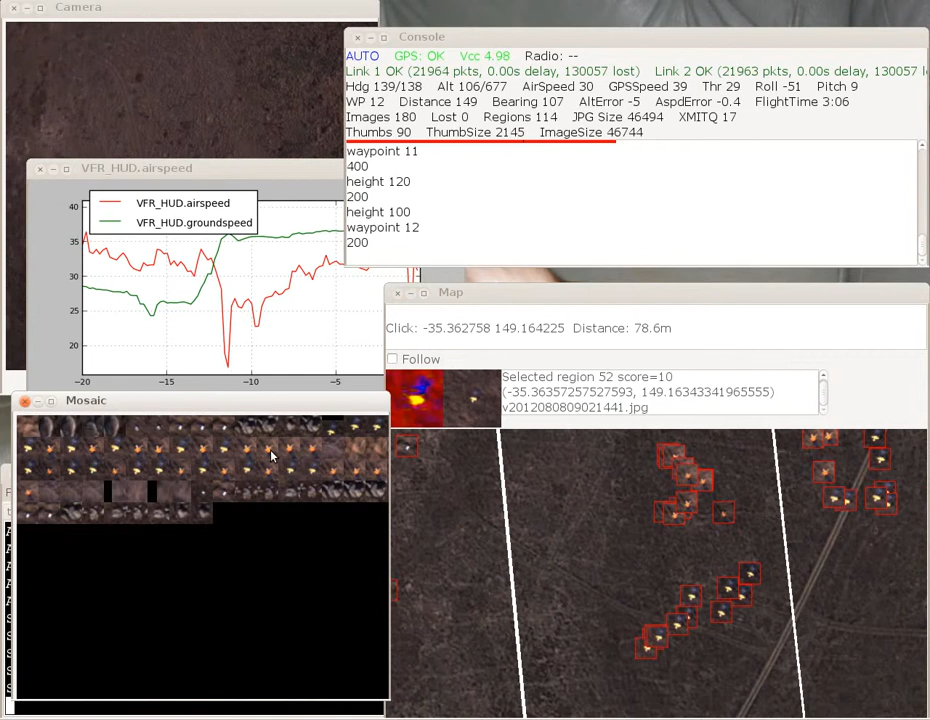 Camera
Console
AUTO GPS: OK Vcc 4.98 Radio: --
Link 1 OK (21964 pkts, 0.00s delay, 130057 lost) Link 2 OK (21963 pkts, 0.00s delay, 130057 l
Hdg 139/138 Alt 106/677 AirSpeed 30 GPSSpeed 39 Thr 29 Roll -51 Pitch 9
WP 12 Distance 149 Bearing 107 AltError -5 AspdError -0.4 FlightTime 3:06
Images 180 Lost 0 Regions 114 JPG Size 46494 XMITQ 17
Thumbs 90 ThumbSize 2145 ImageSize 46744
waypoint 11
400
height 120
200
height 100
waypoint 12
200
VFR_HUD.airspeed
VFR_HUD.airspeed
VFR_HUD.groundspeed
40
35
30
25
20
−20 −15 −10 −5
Map
Click: -35.362758 149.164225 Distance: 78.6m
Follow
Selected region 52 score=10
(-35.36357257527593, 149.16343341965555)
v2012080809021441.jpg
Mosaic